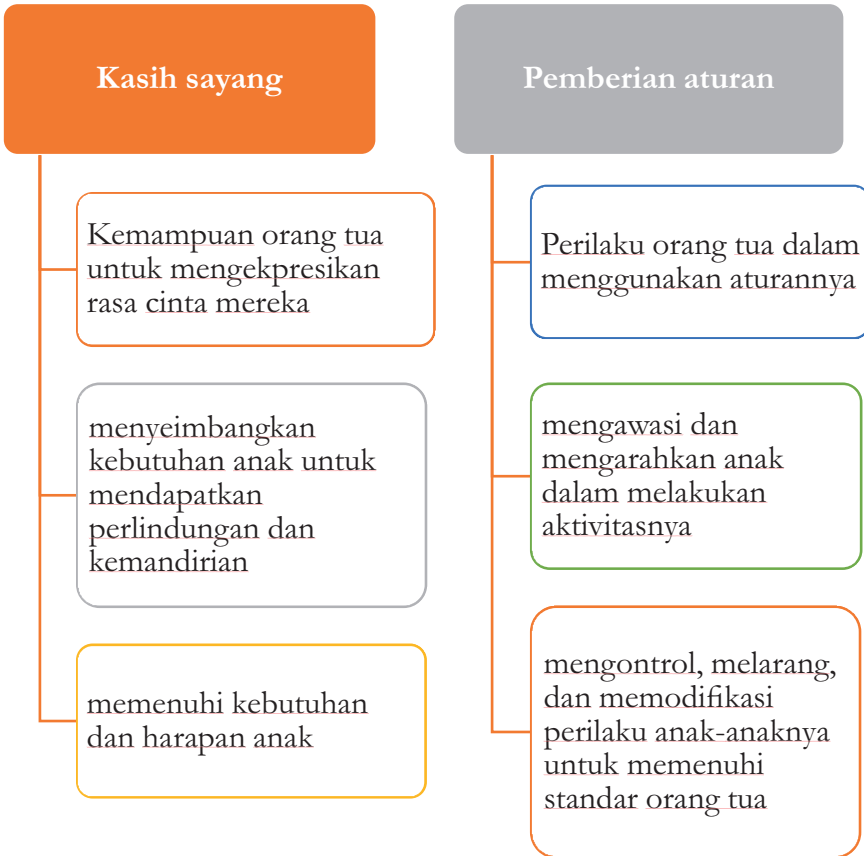 Kasih sayang
Kemampuan orang tua
untuk mengekpresikan
rasa cinta mereka
menyeimbangkan
kebutuhan anak untuk
mendapatkan
perlindungan dan
kemandirian
memenuhi kebutuhan
dan harapan anak
Pemberian aturan
Perilaku orang tua dalam
menggunakan aturannya
mengawasi dan
mengarahkan anak
dalam melakukan
aktivitasnya
mengontrol, melarang,
dan memodifikasi
perilaku anak-anaknya
untuk memenuhi
standar orang tua